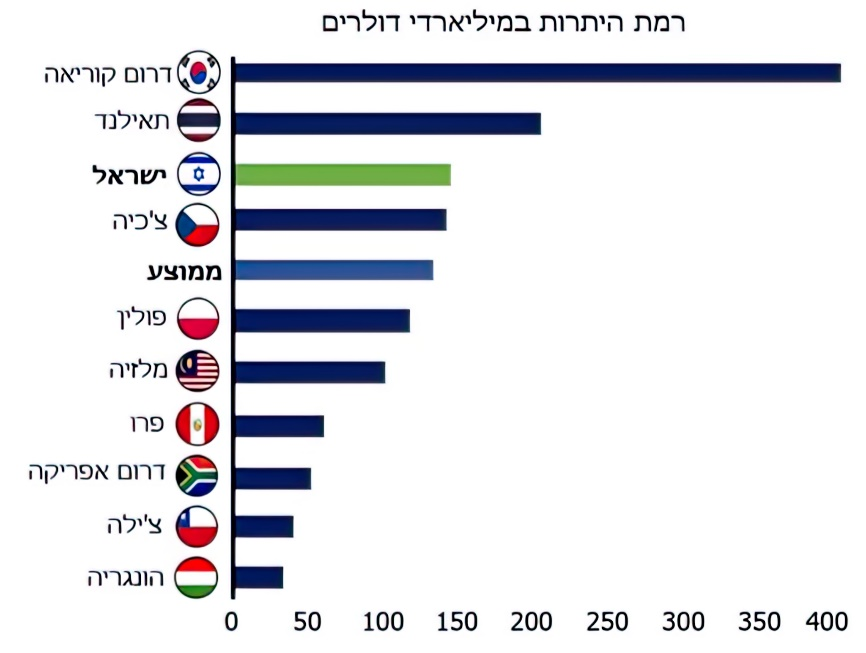 רמת היתרות במיליארדי דולרים
דרום קוריאה
תאילנד
ישראל
צ'כיה
ממוצע
פולין
מלזיה
פרו
דרום אפריקה
צ'ילה
הונגריה
0 50 100 150 200 250 300 350 400